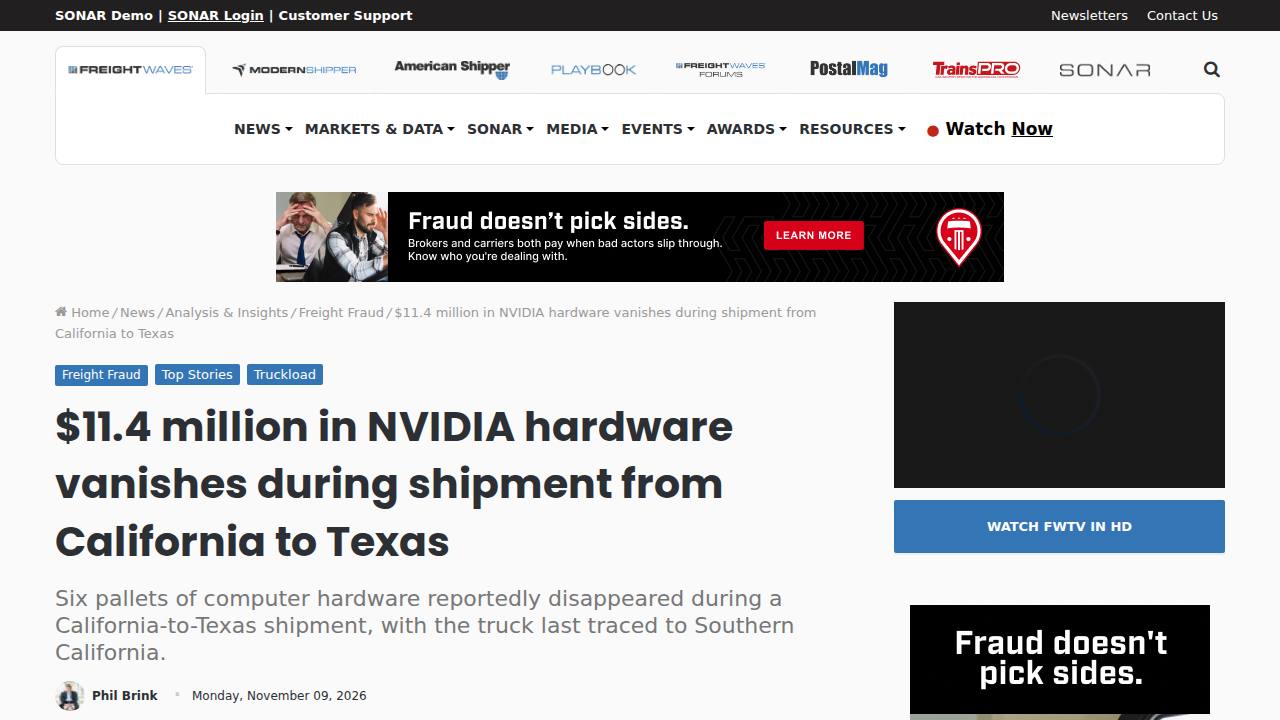 SONAR Demo | SONAR Login | Customer Support
Newsletters Contact Us
FREIGHTWAVES MODERNSHIPPER American Shipper PLAYBOOK FREIGHTWAVES FORUMS PostalMag TrainsPRO SONAR
NEWS MARKETS & DATA SONAR MEDIA EVENTS AWARDS RESOURCES Watch Now
Fraud doesn’t pick sides.
Brokers and carriers both pay when bad actors slip through.
Know who you're dealing with.
LEARN MORE
Home / News / Analysis & Insights / Freight Fraud / $11.4 million in NVIDIA hardware vanishes during shipment from
California to Texas
Freight Fraud Top Stories Truckload
$11.4 million in NVIDIA hardware
vanishes during shipment from
California to Texas
Six pallets of computer hardware reportedly disappeared during a
California-to-Texas shipment, with the truck last traced to Southern
California.
Phil Brink Monday, November 09, 2026
WATCH FWTV IN HD
Fraud doesn't
pick sides.